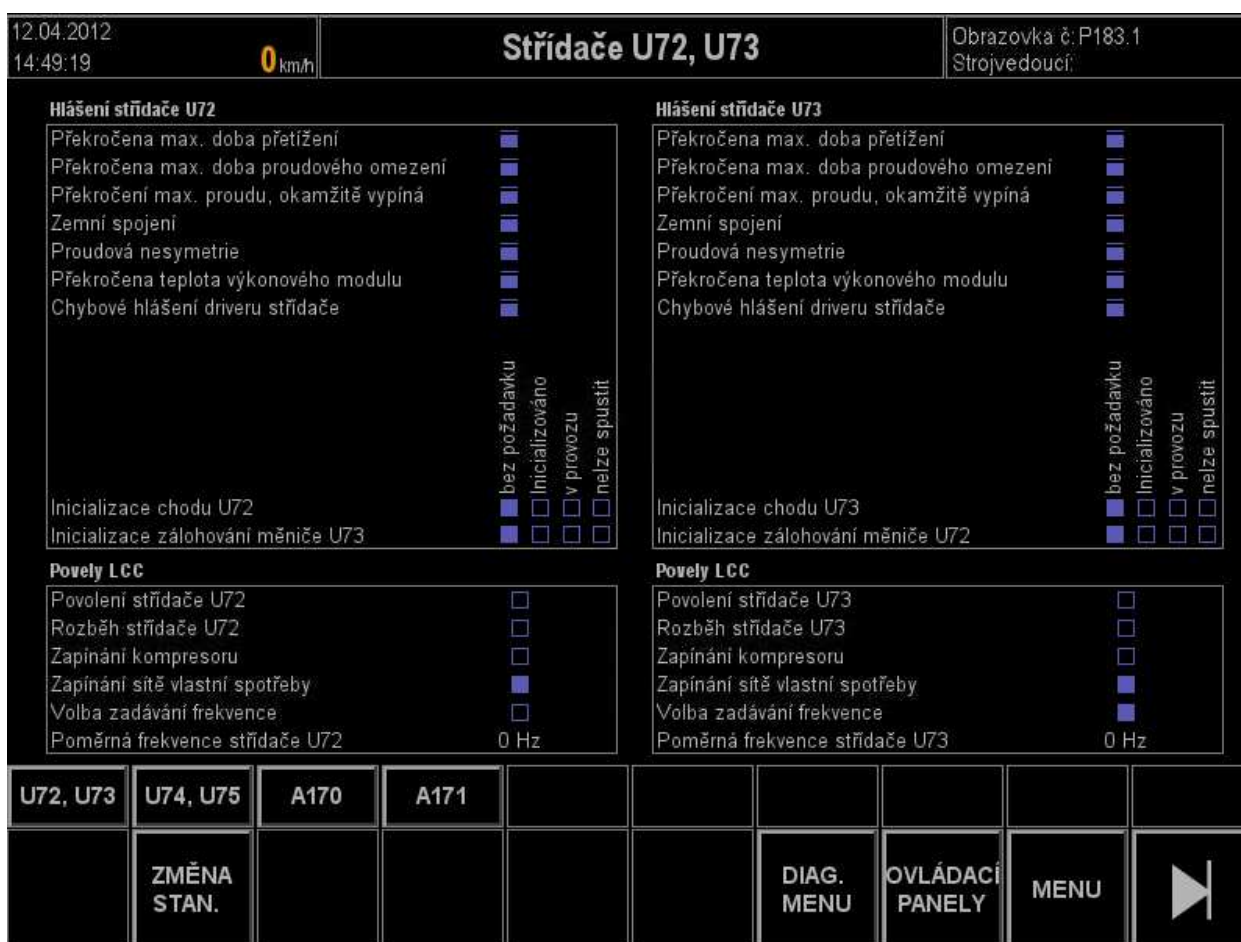 12.04.2012
14:49:19
0 km/h
Střídače U72, U73
Obrazovka č:P183.1
Strojvedoucí:
Hlášení střídače U72
Překročena max. doba přetížení
Překročena max. doba proudového omezení
Překročení max. proudu, okamžitě vypíná
Zemní spojení
Proudová nesymetrie
Překročena teplota výkonového modulu
Chybové hlášení driveru střídače
bez požadavku
Inicializováno
v provozu
nelze spustit
Inicializace chodu U72
Inicializace zálohování měniče U73
Hlášení střídače U73
Překročena max. doba přetížení
Překročena max. doba proudového omezení
Překročení max. proudu, okamžitě vypíná
Zemní spojení
Proudová nesymetrie
Překročena teplota výkonového modulu
Chybové hlášení driveru střídače
bez požadavku
Inicializováno
v provozu
nelze spustit
Inicializace chodu U73
Inicializace zálohování měniče U72
Povely LCC
Povolení střídače U72
Rozběh střídače U72
Zapínání kompresoru
Zapínání sítě vlastní spotřeby
Volba zadávání frekvence
Poměrná frekvence střídače U72 0 Hz
Povely LCC
Povolení střídače U73
Rozběh střídače U73
Zapínání kompresoru
Zapínání sítě vlastní spotřeby
Volba zadávání frekvence
Poměrná frekvence střídače U73 0 Hz
U72, U73
U74, U75
A170
A171
ZMĚNA
STAN.
DIAG.
MENU
OVLÁDACÍ
PANELY
MENU